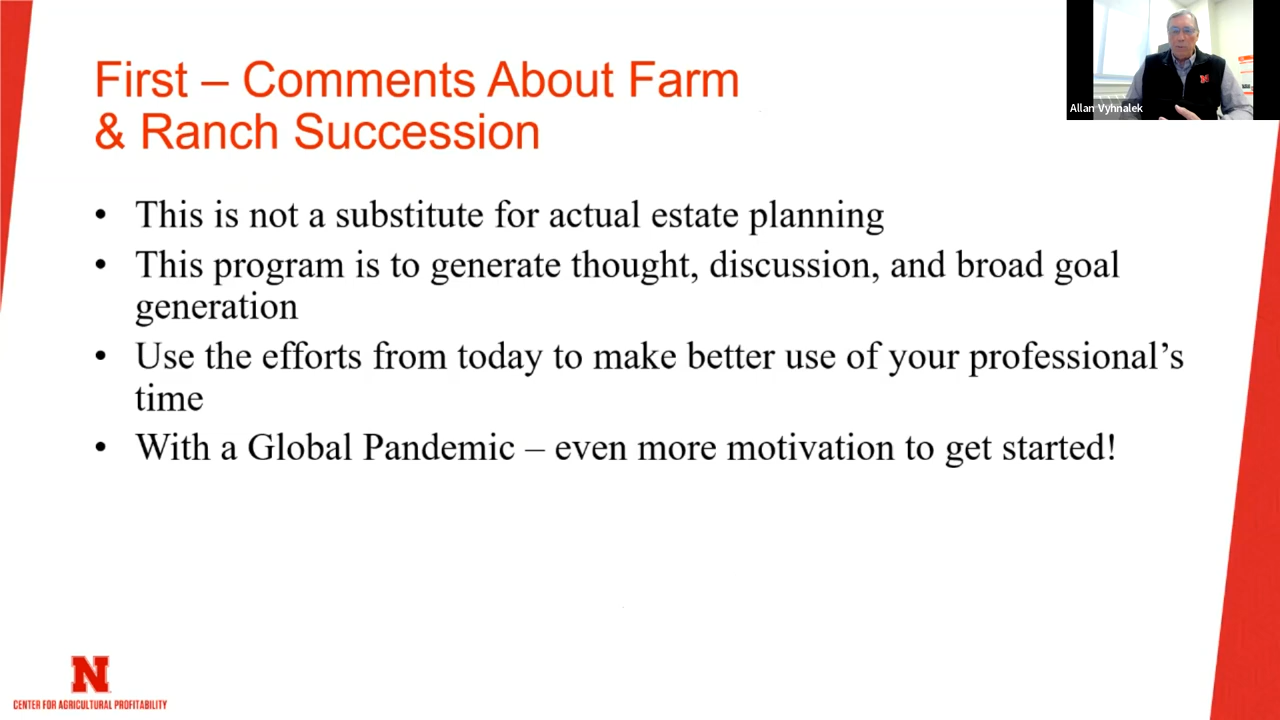 First – Comments About Farm
& Ranch Succession
Allan Vyhnalek
• This is not a substitute for actual estate planning
• This program is to generate thought, discussion, and broad goal
generation
• Use the efforts from today to make better use of your professional’s
time
• With a Global Pandemic – even more motivation to get started!
N
CENTER FOR AGRICULTURAL PROFITABILITY